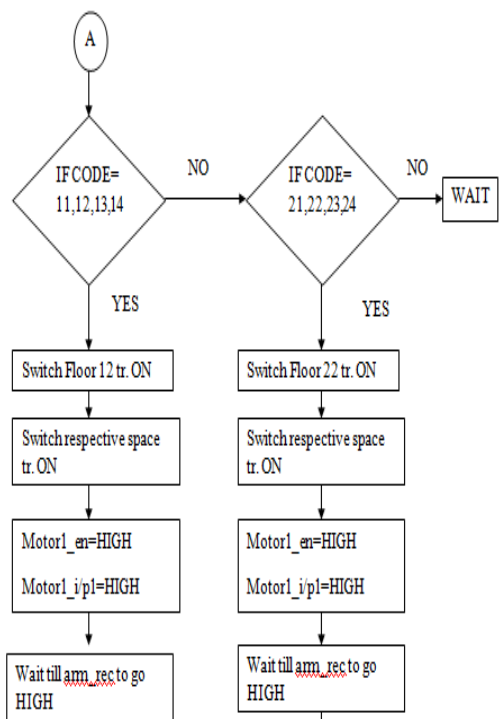 A
IF CODE=
11,12,13,14
NO
IF CODE=
21,22,23,24
NO
WAIT
YES
YES
Switch Floor 12 tr. ON
Switch Floor 22 tr. ON
Switch respective space
tr. ON
Switch respective space
tr. ON
Motor1_en=HIGH
Motor1_i/p1=HIGH
Motor1_en=HIGH
Motor1_i/p1=HIGH
Wait till arm_rec to go
HIGH
Wait till arm_rec to go
HIGH